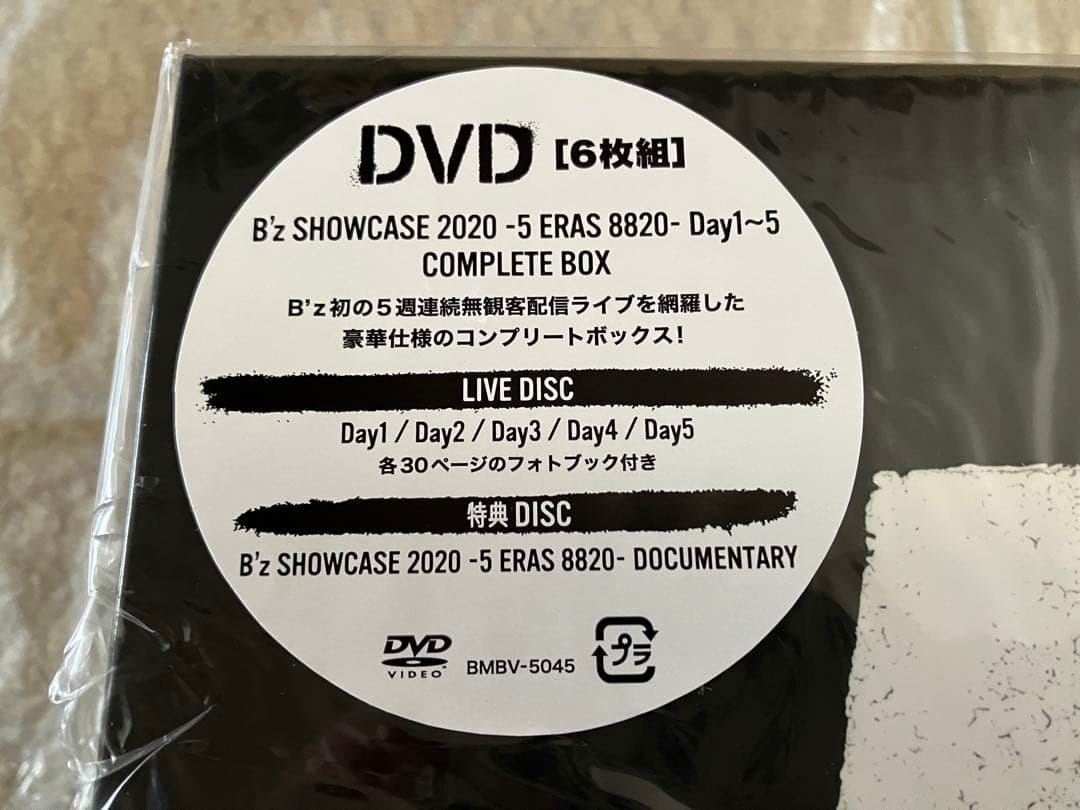 DVD [6枚組]
B'z SHOWCASE 2020 -5 ERAS 8820- Day1~5
COMPLETE BOX
B'z初の5週連続無観客配信ライブを網羅した
豪華仕様のコンプリートボックス!
LIVE DISC
Day1 / Day2 / Day3 / Day4 / Day5
各30ページのフォトブック付き
特典 DISC
B'z SHOWCASE 2020 -5 ERAS 8820- DOCUMENTARY
DVD
VIDEO™
BMBV-5045
プラ